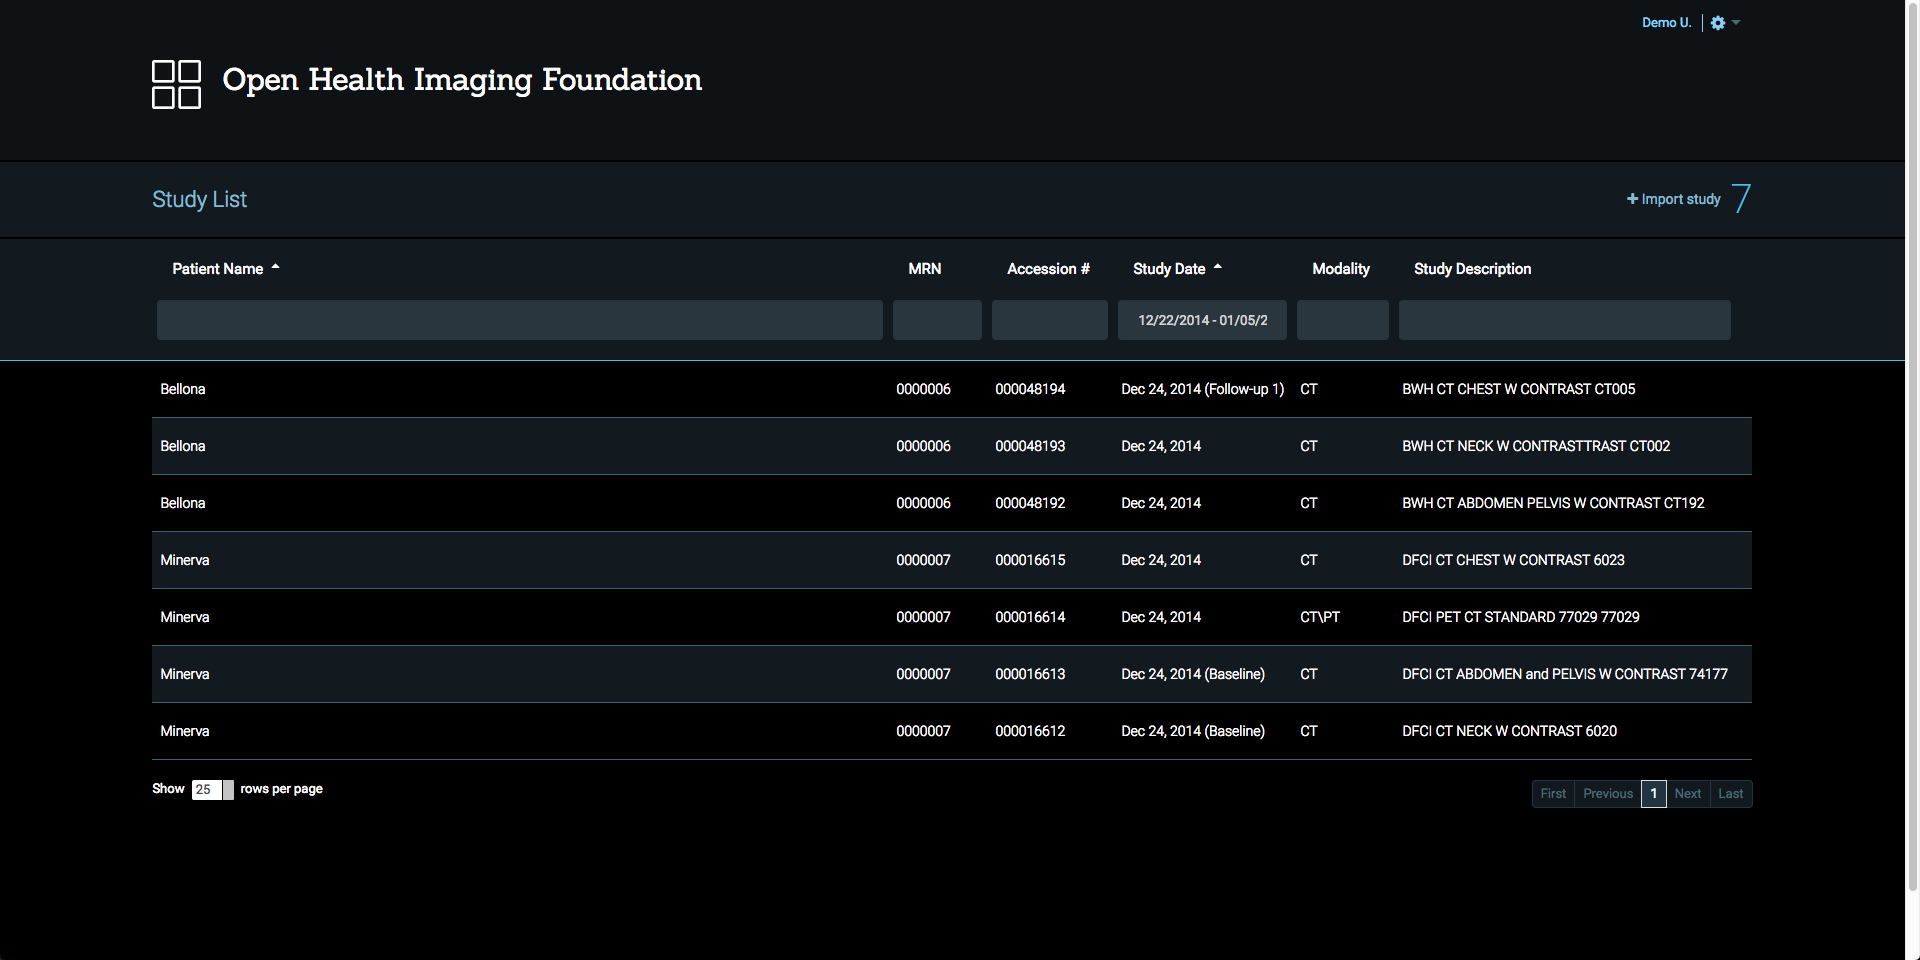 Demo U.
Open Health Imaging Foundation
Study List
Import study 7
Patient Name MRN Accession # Study Date Modality Study Description
12/22/2014 - 01/05/2
Bellona 0000006 000048194 Dec 24, 2014 (Follow-up 1) CT BWH CT CHEST W CONTRAST CT005
Bellona 0000006 000048193 Dec 24, 2014 CT BWH CT NECK W CONTRASTTRAST CT002
Bellona 0000006 000048192 Dec 24, 2014 CT BWH CT ABDOMEN PELVIS W CONTRAST CT192
Minerva 0000007 000016615 Dec 24, 2014 CT DFCI CT CHEST W CONTRAST 6023
Minerva 0000007 000016614 Dec 24, 2014 CT\PT DFCI PET CT STANDARD 77029 77029
Minerva 0000007 000016613 Dec 24, 2014 (Baseline) CT DFCI CT ABDOMEN and PELVIS W CONTRAST 74177
Minerva 0000007 000016612 Dec 24, 2014 (Baseline) CT DFCI CT NECK W CONTRAST 6020
Show 25 rows per page First Previous 1 Next Last